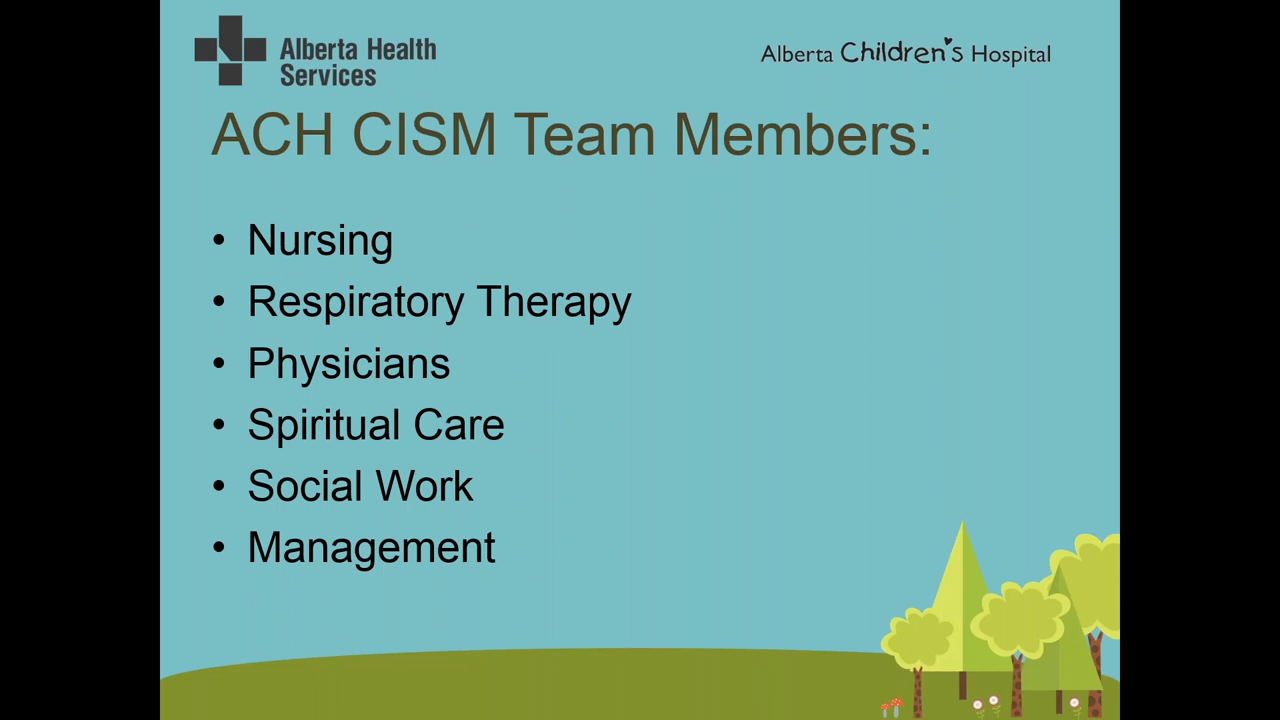 Alberta Health
Services
Alberta Children's Hospital
ACH CISM Team Members:
• Nursing
• Respiratory Therapy
• Physicians
• Spiritual Care
• Social Work
• Management